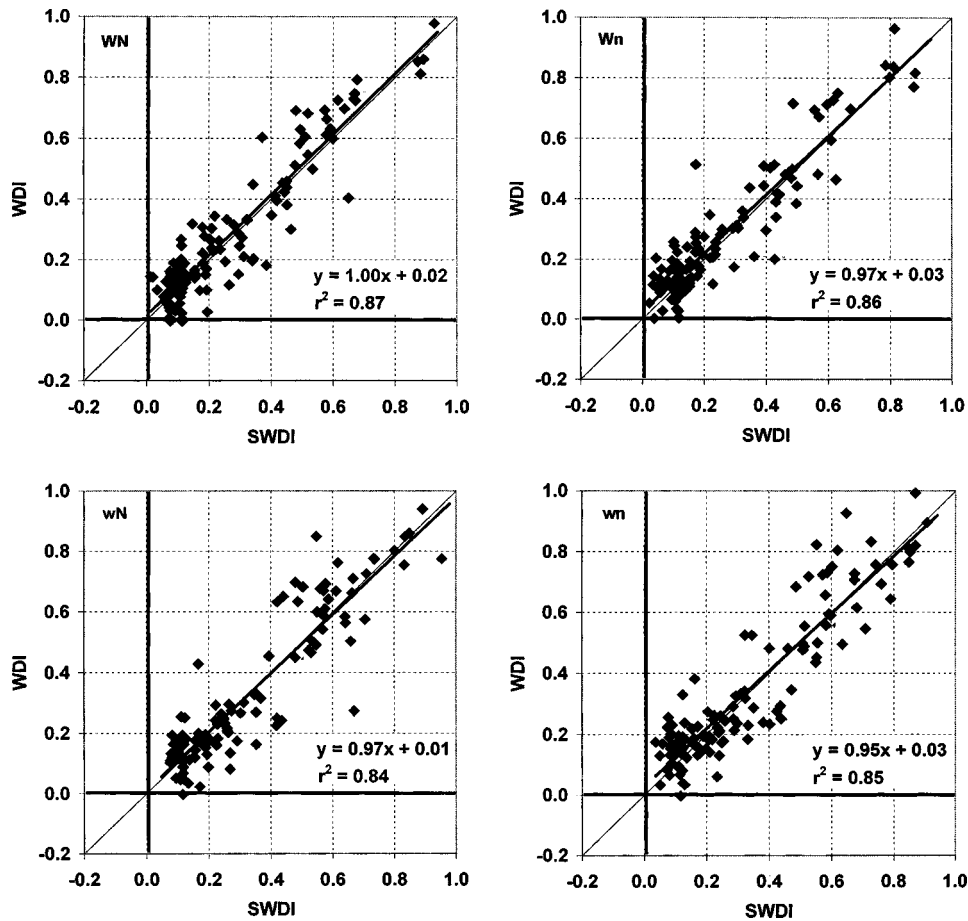 WN
1.0
0.8
0.6
0.4
0.2
0.0
-0.2
WDI
y = 1.00x + 0.02
r² = 0.87
-0.2 0.0 0.2 0.4 0.6 0.8 1.0
SWDI
Wn
1.0
0.8
0.6
0.4
0.2
0.0
-0.2
WDI
y = 0.97x + 0.03
r² = 0.86
-0.2 0.0 0.2 0.4 0.6 0.8 1.0
SWDI
wN
1.0
0.8
0.6
0.4
0.2
0.0
-0.2
WDI
y = 0.97x + 0.01
r² = 0.84
-0.2 0.0 0.2 0.4 0.6 0.8 1.0
SWDI
wn
1.0
0.8
0.6
0.4
0.2
0.0
-0.2
WDI
y = 0.95x + 0.03
r² = 0.85
-0.2 0.0 0.2 0.4 0.6 0.8 1.0
SWDI